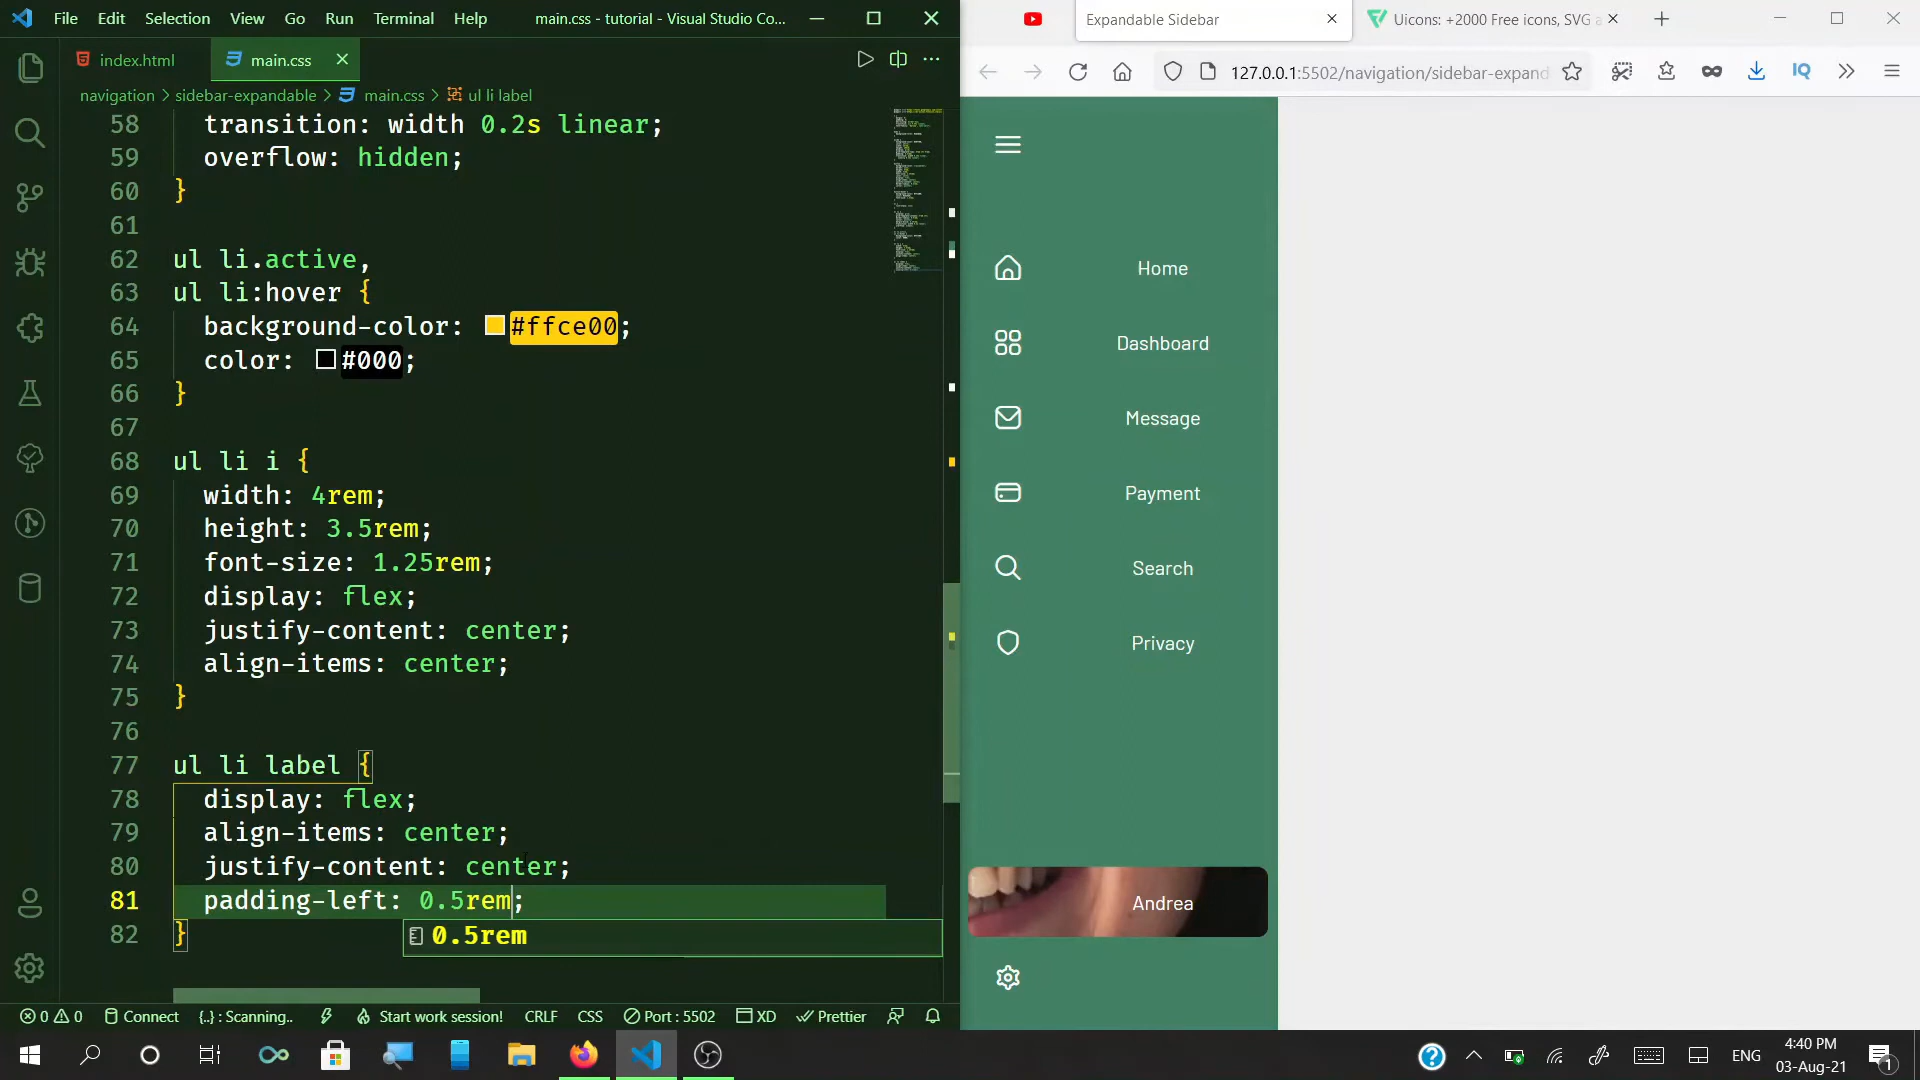 File Edit Selection View Go Run Terminal Help
main.css - tutorial - Visual Studio Co...
index.html
main.css
navigation > sidebar-expandable > main.css > ul li label
58 transition: width 0.2s linear;
59 overflow: hidden;
60 }
61
62 ul li.active,
63 ul li:hover {
64 background-color: #ffce00;
65 color: #000;
66 }
67
68 ul li i {
69 width: 4rem;
70 height: 3.5rem;
71 font-size: 1.25rem;
72 display: flex;
73 justify-content: center;
74 align-items: center;
75 }
76
77 ul li label {
78 display: flex;
79 align-items: center;
80 justify-content: center;
81 padding-left: 0.5rem;
82 }
0.5rem
0 0 Connect {..} : Scanning.. Start work session! CRLF CSS Port : 5502 XD Prettier
Expandable Sidebar
Uicons: +2000 Free icons, SVG a
127.0.0.1:5502/navigation/sidebar-expand
IQ
Home
Dashboard
Message
Payment
Search
Privacy
Andrea
ENG
4:40 PM
03-Aug-21
1